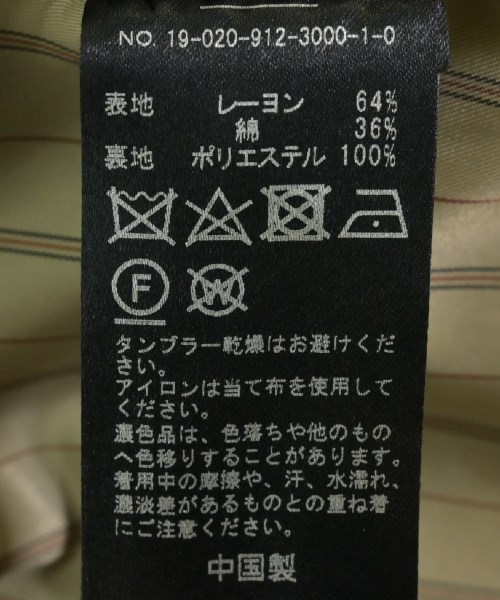 NO. 19-020-912-3000-1-0
表地 レーヨン 64%
綿 36%
裏地 ポリエステル 100%
F W
タンブラー乾燥はお避けくだ
さい。
アイロンは当て布を使用して
ください。
濃色品は、色落ちや他のもの
へ色移りすることがあります。
着用中の摩擦や、汗、水濡れ、
濃淡差があるものとの重ね着
にご注意ください。
中国製